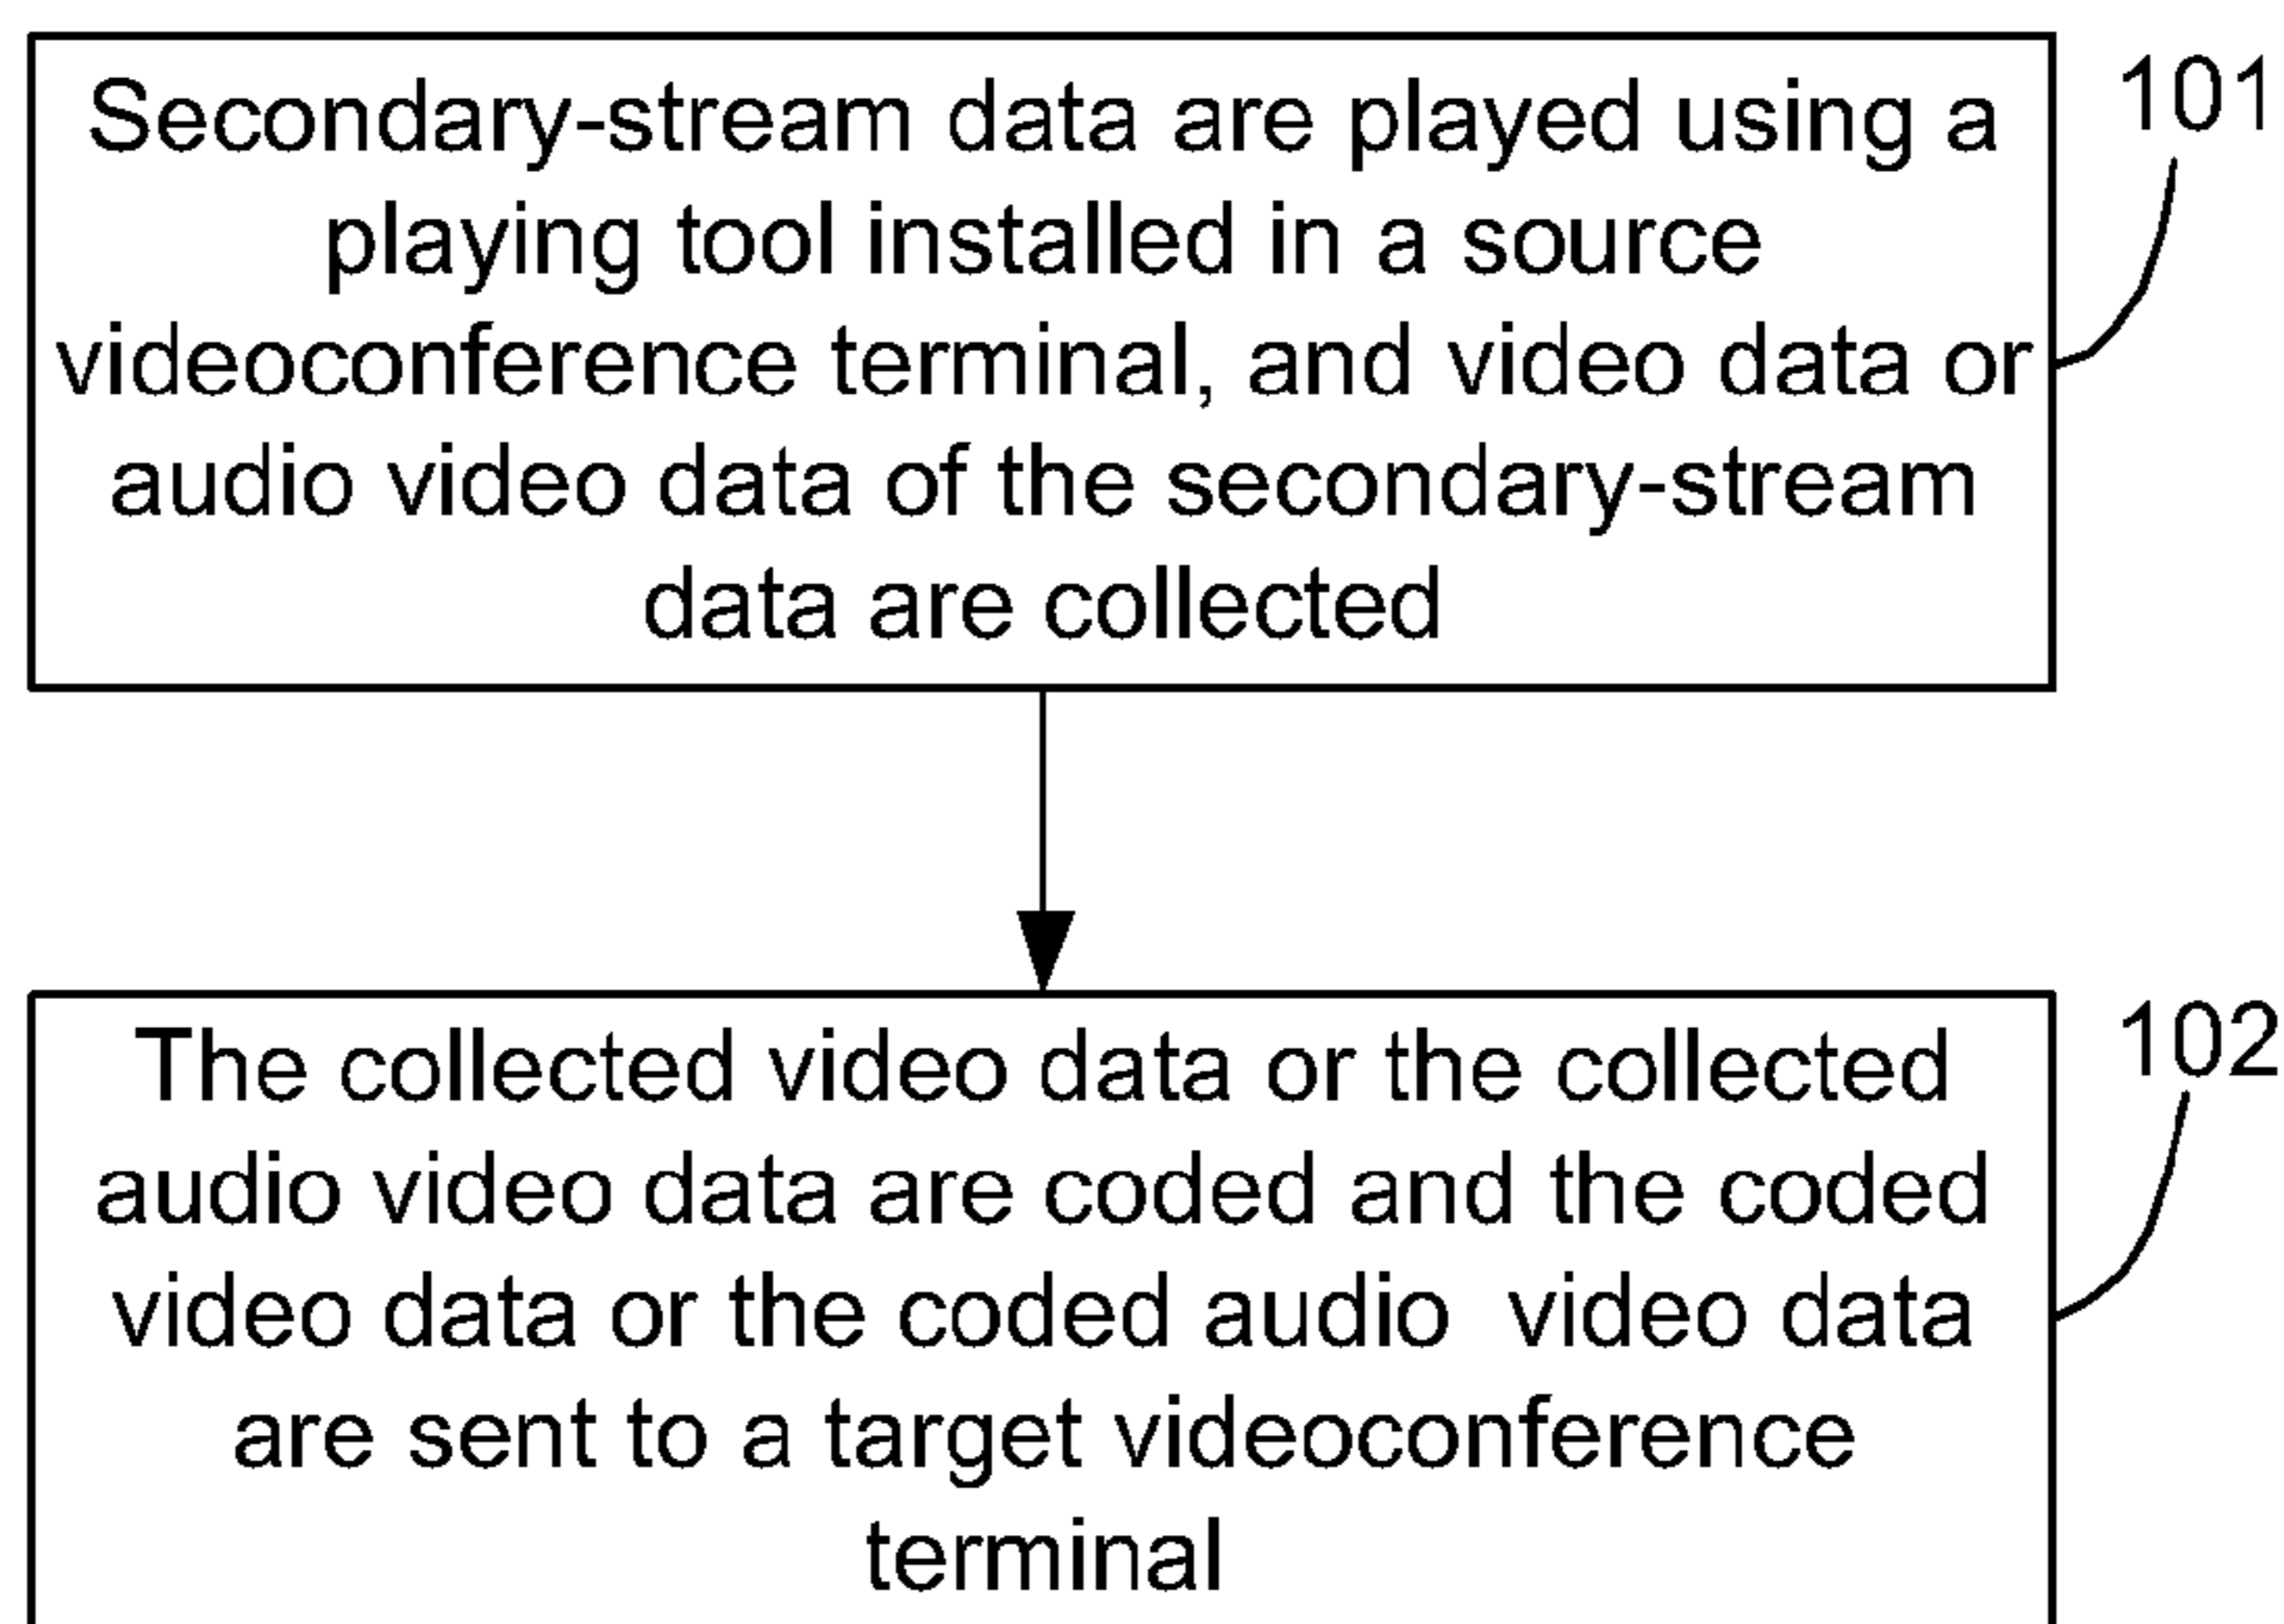 Secondary-stream data are played using a
playing tool installed in a source
videoconference terminal, and video data or
audio video data of the secondary-stream
data are collected
101
The collected video data or the collected
audio video data are coded and the coded
video data or the coded audio  video data
are sent to a target videoconference
terminal
102